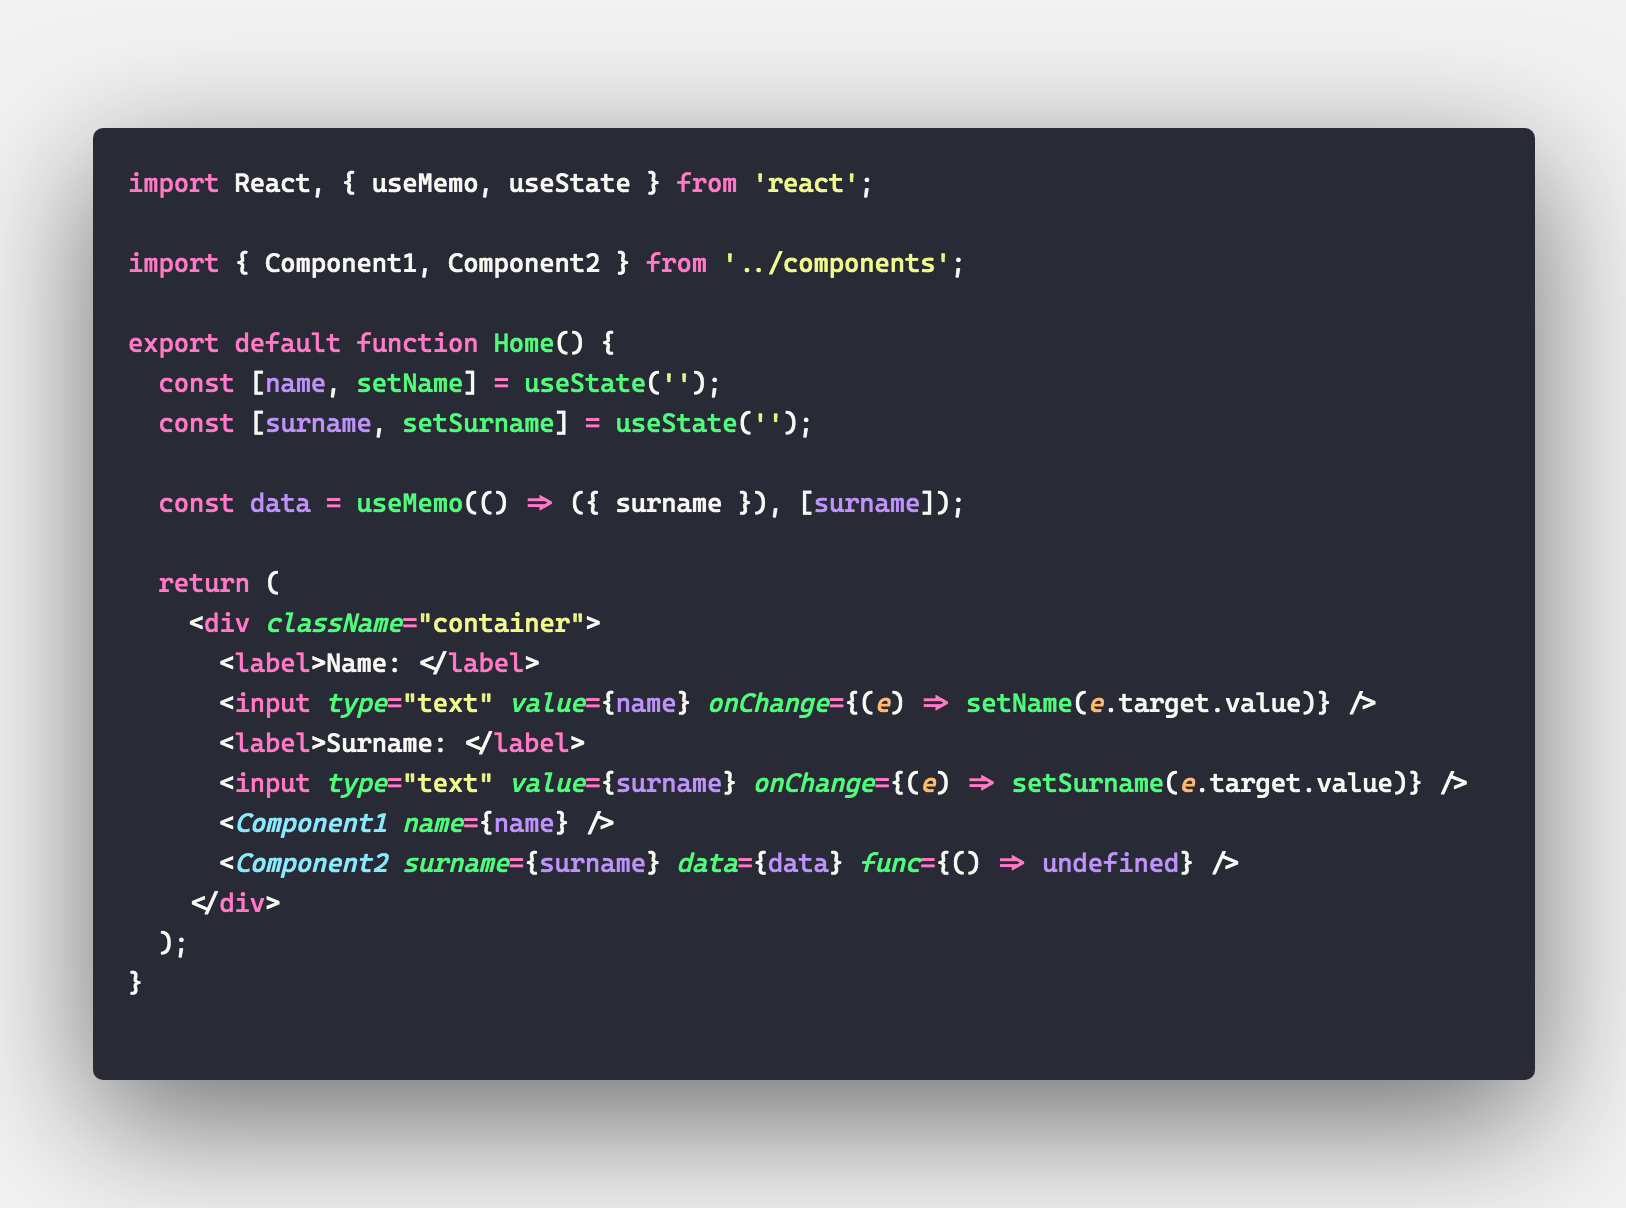 import React, { useMemo, useState } from 'react';
import { Component1, Component2 } from '../components';
export default function Home() {
  const [name, setName] = useState('');
  const [surname, setSurname] = useState('');
  const data = useMemo(() => ({ surname }), [surname]);
  return (
    <div className="container">
      <label>Name: </label>
      <input type="text" value={name} onChange={(e) => setName(e.target.value)} />
      <label>Surname: </label>
      <input type="text" value={surname} onChange={(e) => setSurname(e.target.value)} />
      <Component1 name={name} />
      <Component2 surname={surname} data={data} func={() => undefined} />
    </div>
  );
}